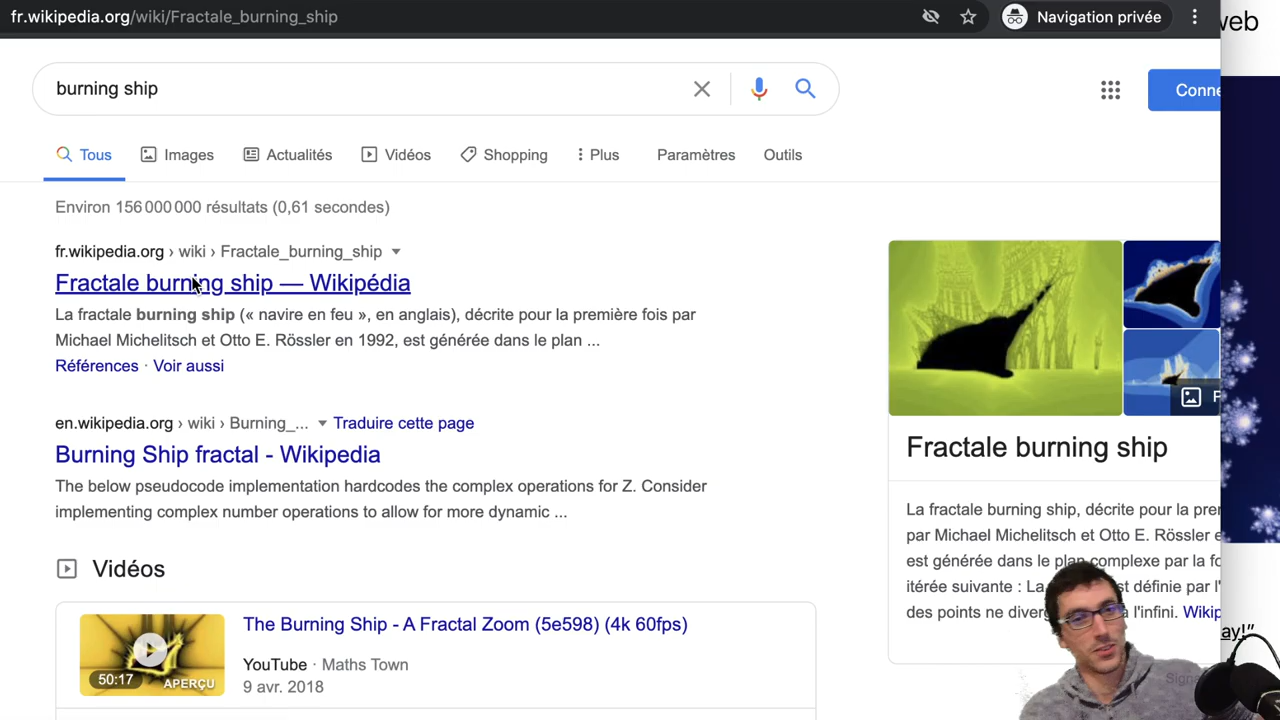 fr.wikipedia.org/wiki/Fractale_burning_ship
Navigation privée
web
burning ship
Conne
Tous
Images
Actualités
Vidéos
Shopping
Plus
Paramètres
Outils
Environ 156 000 000 résultats (0,61 secondes)
fr.wikipedia.org › wiki › Fractale_burning_ship
Fractale burning ship — Wikipédia
La fractale burning ship (« navire en feu », en anglais), décrite pour la première fois par
Michael Michelitsch et Otto E. Rössler en 1992, est générée dans le plan ...
Références · Voir aussi
en.wikipedia.org › wiki › Burning_... Traduire cette page
Burning Ship fractal - Wikipedia
The below pseudocode implementation hardcodes the complex operations for Z. Consider
implementing complex number operations to allow for more dynamic ...
Vidéos
The Burning Ship - A Fractal Zoom (5e598) (4k 60fps)
YouTube · Maths Town
9 avr. 2018
50:17
APERÇU
P
Fractale burning ship
La fractale burning ship, décrite pour la pre
par Michael Michelitsch et Otto E. Rössler e
est générée dans le plan complexe par la fo
itérée suivante : La st définie par l'
des points ne diverg à l'infini. Wikip
ay!”
Signe